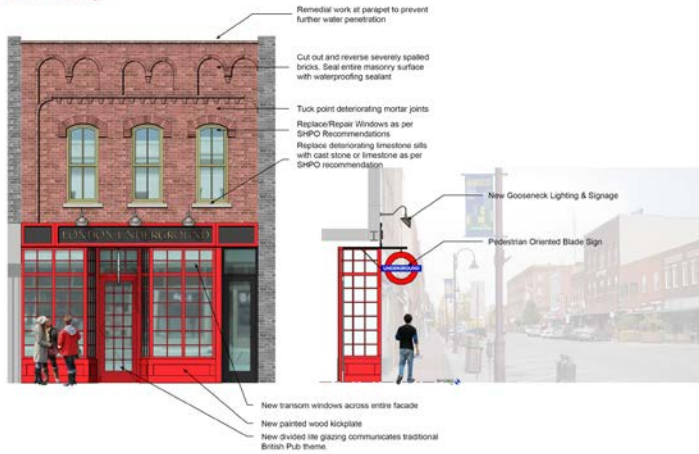 Remedial work at parapet to prevent
further water penetration
Cut out and reverse severely spalled
bricks. Seal entire masonry surface
with waterproofing sealant
Tuck point deteriorating mortar joints
Replace/Repair Windows as per
SHPO Recommendations
Replace deteriorating limestone sills
with cast stone or limestone as per
SHPO recommendation
LONDON UNDERGROUND
New Gooseneck Lighting & Signage
Pedestrian Oriented Blade Sign
UNDERGROUND
New transom windows across entire facade
New painted wood kickplate
New divided lite glazing communicates traditional
British Pub theme.